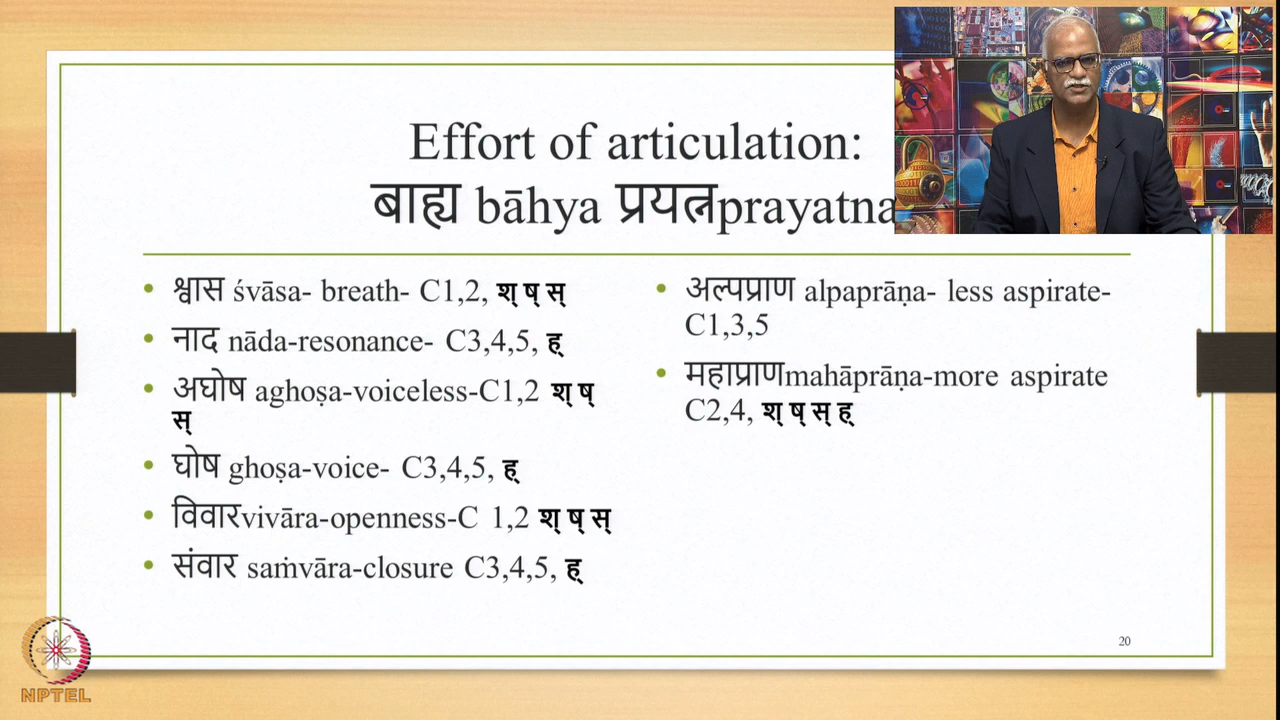 Effort of articulation:
बाह्य bāhya प्रयत्नprayatna
• श्वास śvāsa- breath- C1,2, श् ष् स्
• नाद nāda-resonance- C3,4,5, ह्
• अघोष aghoṣa-voiceless-C1,2 श् ष्
स्
• घोष ghoṣa-voice- C3,4,5, ह्
• विवारvivāra-openness-C 1,2 श् ष् स्
• संवार saṁvāra-closure C3,4,5, ह्
• अल्पप्राण alpaprāṇa- less aspirate-
C1,3,5
• महाप्राणmahāprāṇa-more aspirate
C2,4, श् ष् स् ह्
20
NPTEL